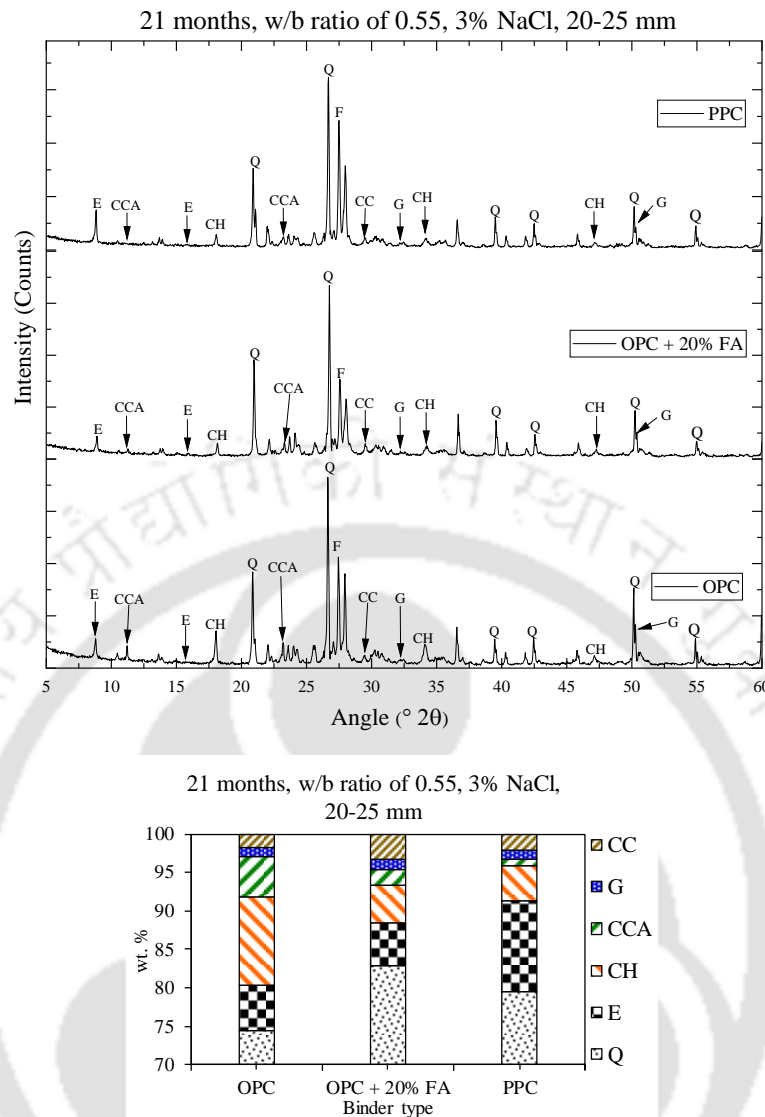 21 months, w/b ratio of 0.55, 3% NaCl, 20-25 mm
Q
F
PPC
Q
E
CCA
E
CH
CCA
CC
G
CH
Q
Q
CH
Q
G
Q
Q
F
OPC + 20% FA
Q
E
CCA
E
CH
CCA
CC
G
CH
Q
Q
CH
Q
G
Q
Q
F
OPC
Q
E
CCA
E
CH
CCA
CC
G
CH
Q
Q
CH
Q
G
Q
Intensity (Counts)
5 10 15 20 25 30 35 40 45 50 55 60
Angle (° 2θ)
21 months, w/b ratio of 0.55, 3% NaCl,
20-25 mm
100
95
90
85
80
75
70
wt. %
OPC OPC + 20% FA PPC
Binder type
CC
G
CCA
CH
E
Q